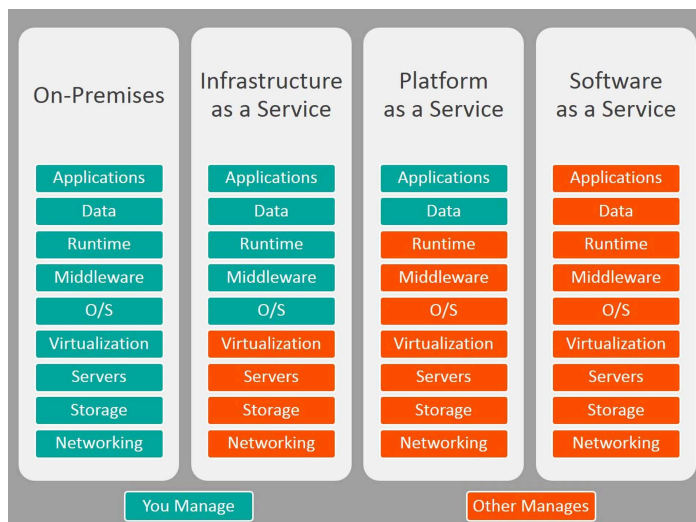 On-Premises
Applications
Data
Runtime
Middleware
O/S
Virtualization
Servers
Storage
Networking
Infrastructure
as a Service
Applications
Data
Runtime
Middleware
O/S
Virtualization
Servers
Storage
Networking
Platform
as a Service
Applications
Data
Runtime
Middleware
O/S
Virtualization
Servers
Storage
Networking
Software
as a Service
Applications
Data
Runtime
Middleware
O/S
Virtualization
Servers
Storage
Networking
You Manage
Other Manages